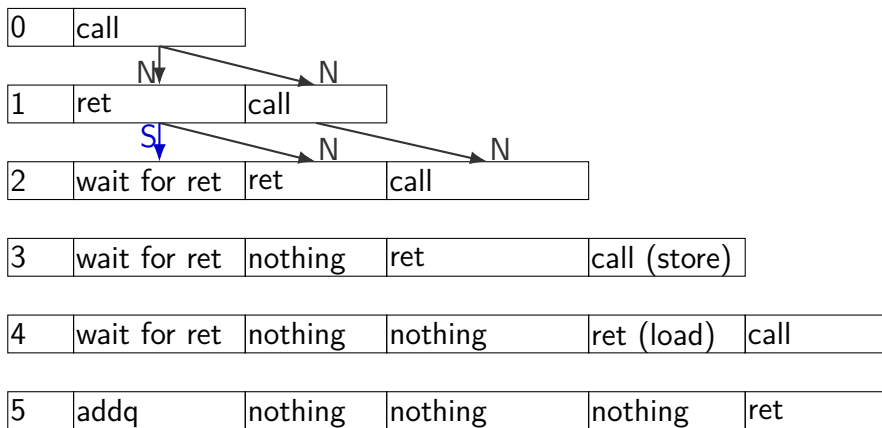 0 call
N N
1 ret call
S N N
2 wait for ret ret call
3 wait for ret nothing ret call (store)
4 wait for ret nothing nothing ret (load) call
5 addq nothing nothing nothing ret